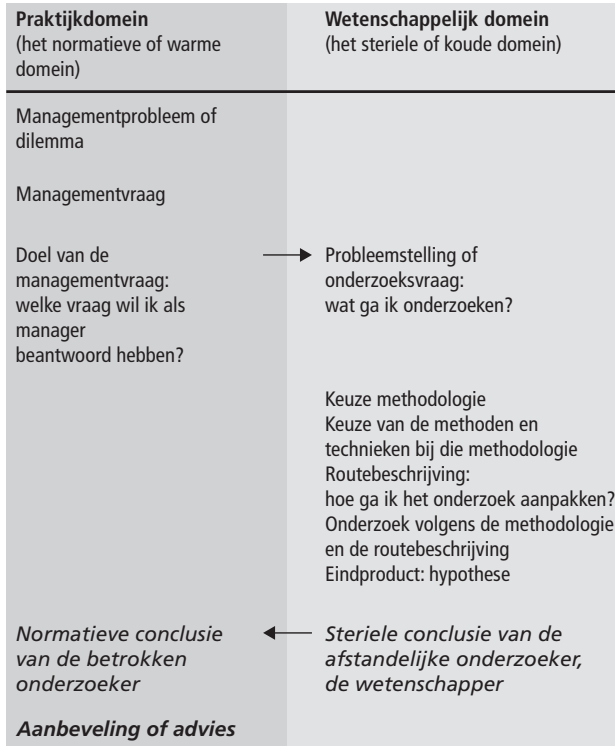 Praktijkdomein
(het normatieve of warme
domein)
Wetenschappelijk domein
(het steriele of koude domein)
Managementprobleem of
dilemma
Managementvraag
Doel van de
managementvraag:
welke vraag wil ik als
manager
beantwoord hebben?
Probleemstelling of
onderzoeksvraag:
wat ga ik onderzoeken?
Keuze methodologie
Keuze van de methoden en
technieken bij die methodologie
Routebeschrijving:
hoe ga ik het onderzoek aanpakken?
Onderzoek volgens de methodologie
en de routebeschrijving
Eindproduct: hypothese
Normatieve conclusie
van de betrokken
onderzoeker
Steriele conclusie van de
afstandelijke onderzoeker,
de wetenschapper
Aanbeveling of advies